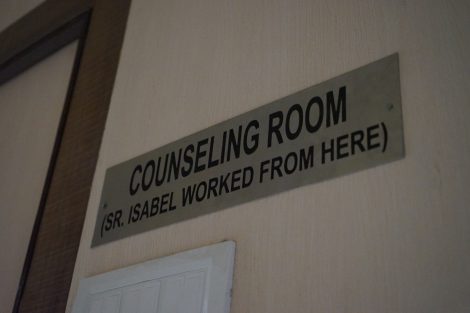 COUNSELING ROOM
(SR. ISABEL WORKED FROM HERE)